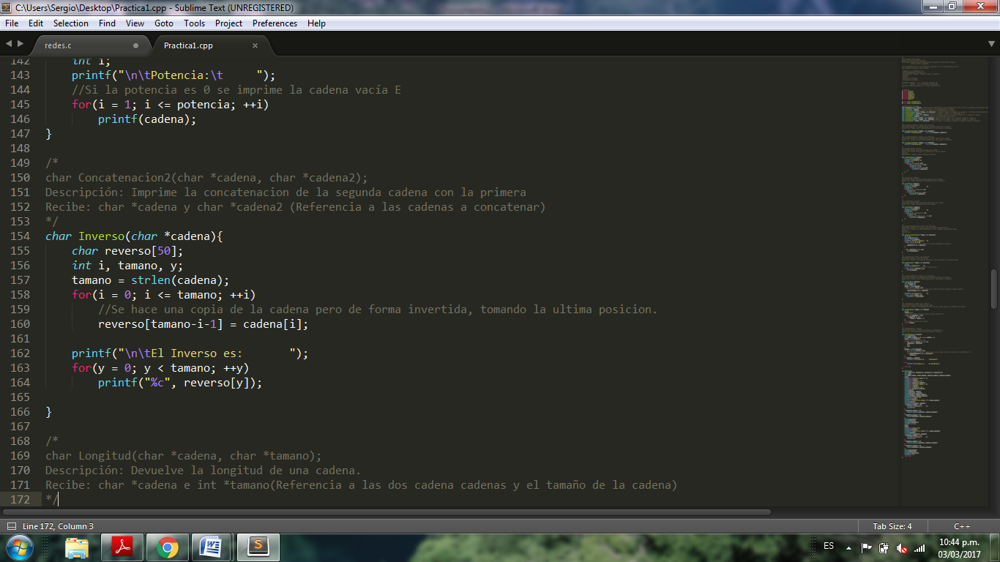 C:\Users\Sergio\Desktop\Practica1.cpp - Sublime Text (UNREGISTERED)
File Edit Selection Find View Goto Tools Project Preferences Help
redes.c Practica1.cpp
142 int i;
143 printf("\n\tPotencia:\t     ");
144 //Si la potencia es 0 se imprime la cadena vacía E
145 for(i = 1; i <= potencia; ++i)
146 printf(cadena);
147 }
148
149 /*
150 char Concatenacion2(char *cadena, char *cadena2);
151 Descripción: Imprime la concatenacion de la segunda cadena con la primera
152 Recibe: char *cadena y char *cadena2 (Referencia a las cadenas a concatenar)
153 */
154 char Inverso(char *cadena){
155 char reverso[50];
156 int i, tamano, y;
157 tamano = strlen(cadena);
158 for(i = 0; i <= tamano; ++i)
159 //Se hace una copia de la cadena pero de forma invertida, tomando la ultima posicion.
160 reverso[tamano-i-1] = cadena[i];
161
162 printf("\n\tEl Inverso es:       ");
163 for(y = 0; y < tamano; ++y)
164 printf("%c", reverso[y]);
165
166 }
167
168 /*
169 char Longitud(char *cadena, char *tamano);
170 Descripción: Devuelve la longitud de una cadena.
171 Recibe: char *cadena e int *tamano(Referencia a las dos cadena cadenas y el tamaño de la cadena)
172 */
Line 172, Column 3 Tab Size: 4 C++
ES 10:44 p.m.
03/03/2017